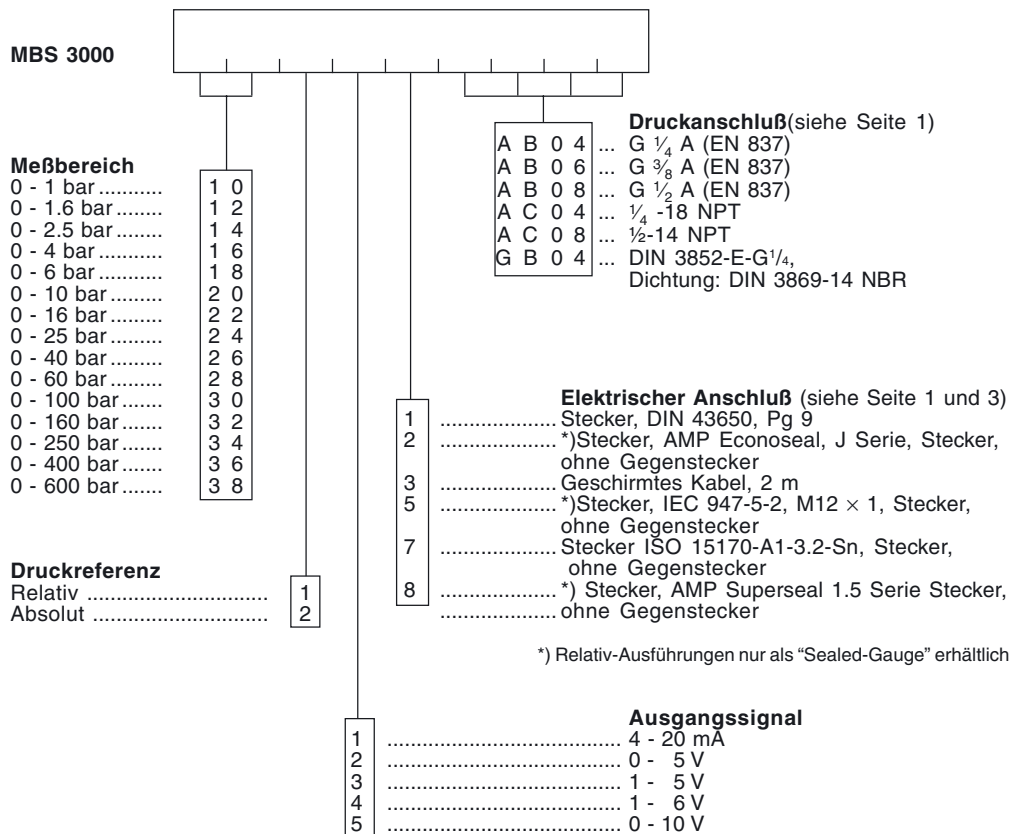 MBS 3000
Druckanschluß(siehe Seite 1)
A B 0 4 ... G ¼ A (EN 837)
A B 0 6 ... G ⅜ A (EN 837)
A B 0 8 ... G ½ A (EN 837)
A C 0 4 ... ¼ -18 NPT
A C 0 8 ... ½-14 NPT
G B 0 4 ... DIN 3852-E-G¼,
Dichtung: DIN 3869-14 NBR
Meßbereich
0 - 1 bar ........... 1 0
0 - 1.6 bar ........ 1 2
0 - 2.5 bar ........ 1 4
0 - 4 bar ........... 1 6
0 - 6 bar ........... 1 8
0 - 10 bar ......... 2 0
0 - 16 bar ......... 2 2
0 - 25 bar ......... 2 4
0 - 40 bar ......... 2 6
0 - 60 bar ......... 2 8
0 - 100 bar ....... 3 0
0 - 160 bar ....... 3 2
0 - 250 bar ....... 3 4
0 - 400 bar ....... 3 6
0 - 600 bar ....... 3 8
Elektrischer Anschluß (siehe Seite 1 und 3)
1 .................... Stecker, DIN 43650, Pg 9
2 .................... *)Stecker, AMP Econoseal, J Serie, Stecker,
ohne Gegenstecker
3 .................... Geschirmtes Kabel, 2 m
5 .................... *)Stecker, IEC 947-5-2, M12 × 1, Stecker,
ohne Gegenstecker
7 .................... Stecker ISO 15170-A1-3.2-Sn, Stecker,
ohne Gegenstecker
8 .................... *) Stecker, AMP Superseal 1.5 Serie Stecker,
.................... ohne Gegenstecker
*) Relativ-Ausführungen nur als “Sealed-Gauge” erhältlich
Druckreferenz
Relativ ............................... 1
Absolut .............................. 2
Ausgangssignal
1 ........................................ 4 - 20 mA
2 ........................................ 0 - 5 V
3 ........................................ 1 - 5 V
4 ........................................ 1 - 6 V
5 ........................................ 0 - 10 V